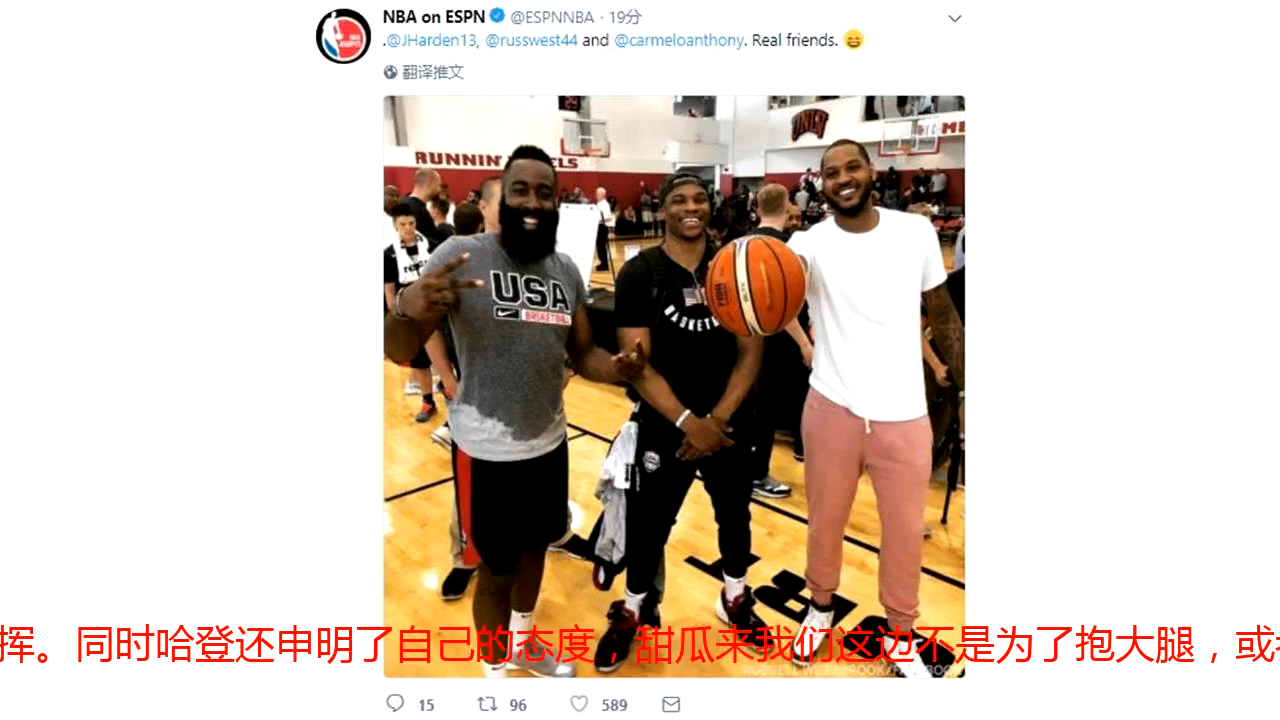 NBA on ESPN @ESPNNBA · 19分
.@JHarden13, @russwest44 and @carmeloanthony. Real friends. 😄
翻译推文
UNLV
RUNNIN'
USA
BASKETBALL
BASKET
挥。同时哈登还申明了自己的态度，甜瓜来我们这边不是为了抱大腿，或
15 96 589